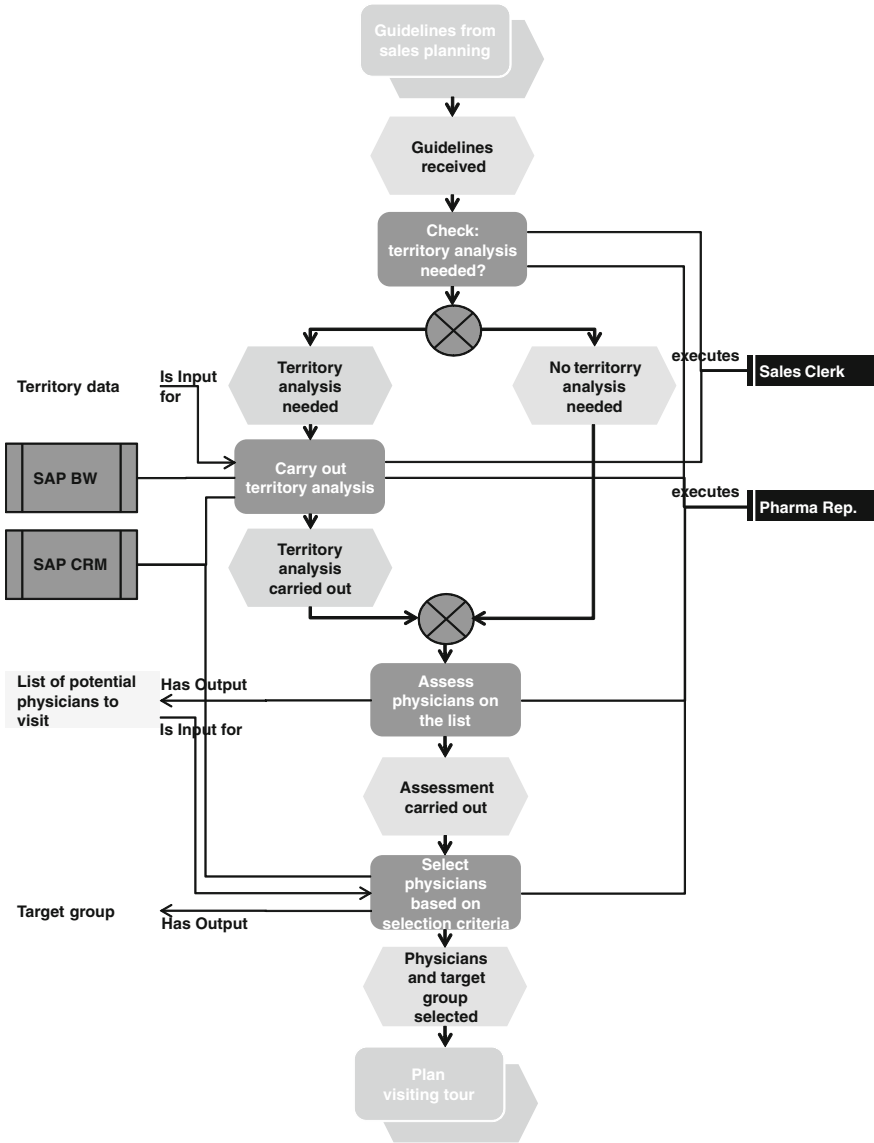 Guidelines from
sales planning
Guidelines
received
Check:
territory analysis
needed?
executes
Sales Clerk
Territory
analysis
needed
No territorry
analysis
needed
Territory data
Is Input
for
SAP BW
Carry out
territory analysis
executes
Pharma Rep.
SAP CRM
Territory
analysis
carried out
List of potential
physicians to
visit
Has Output
Is Input for
Assess
physicians on
the list
Assessment
carried out
Select
physicians
based on
selection criteria
Target group
Has Output
Physicians
and target
group
selected
Plan
visiting tour